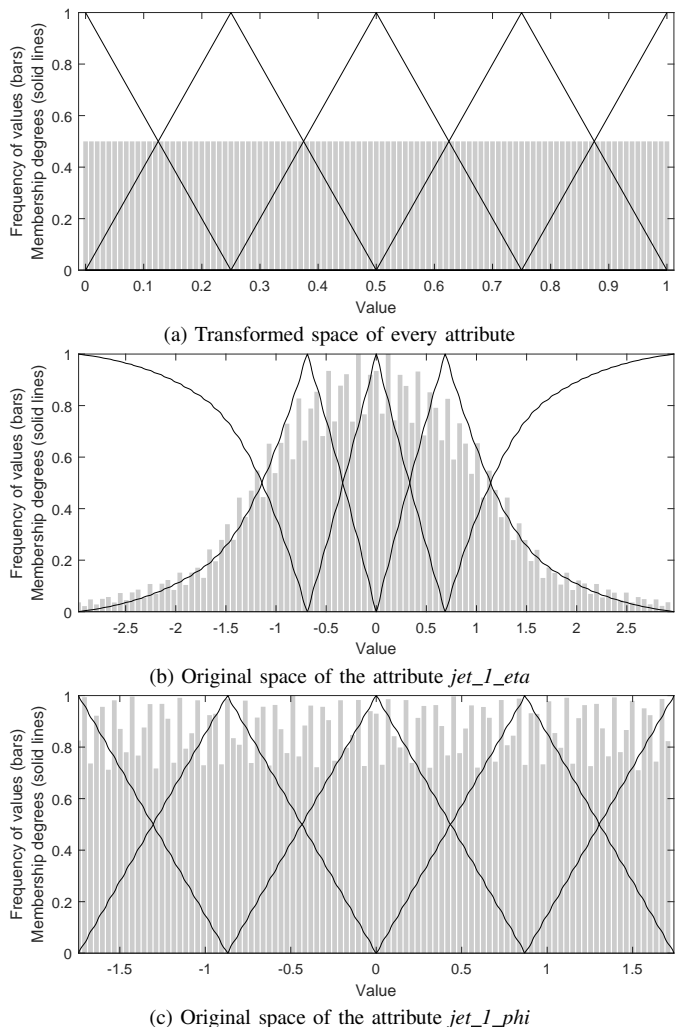 Frequency of values (bars)
Membership degrees (solid lines)
1
0.8
0.6
0.4
0.2
0
0 0.1 0.2 0.3 0.4 0.5 0.6 0.7 0.8 0.9 1
Value
(a) Transformed space of every attribute
Frequency of values (bars)
Membership degrees (solid lines)
1
0.8
0.6
0.4
0.2
0
-2.5 -2 -1.5 -1 -0.5 0 0.5 1 1.5 2 2.5
Value
(b) Original space of the attribute jet_1_eta
Frequency of values (bars)
Membership degrees (solid lines)
1
0.8
0.6
0.4
0.2
0
-1.5 -1 -0.5 0 0.5 1 1.5
Value
(c) Original space of the attribute jet_1_phi